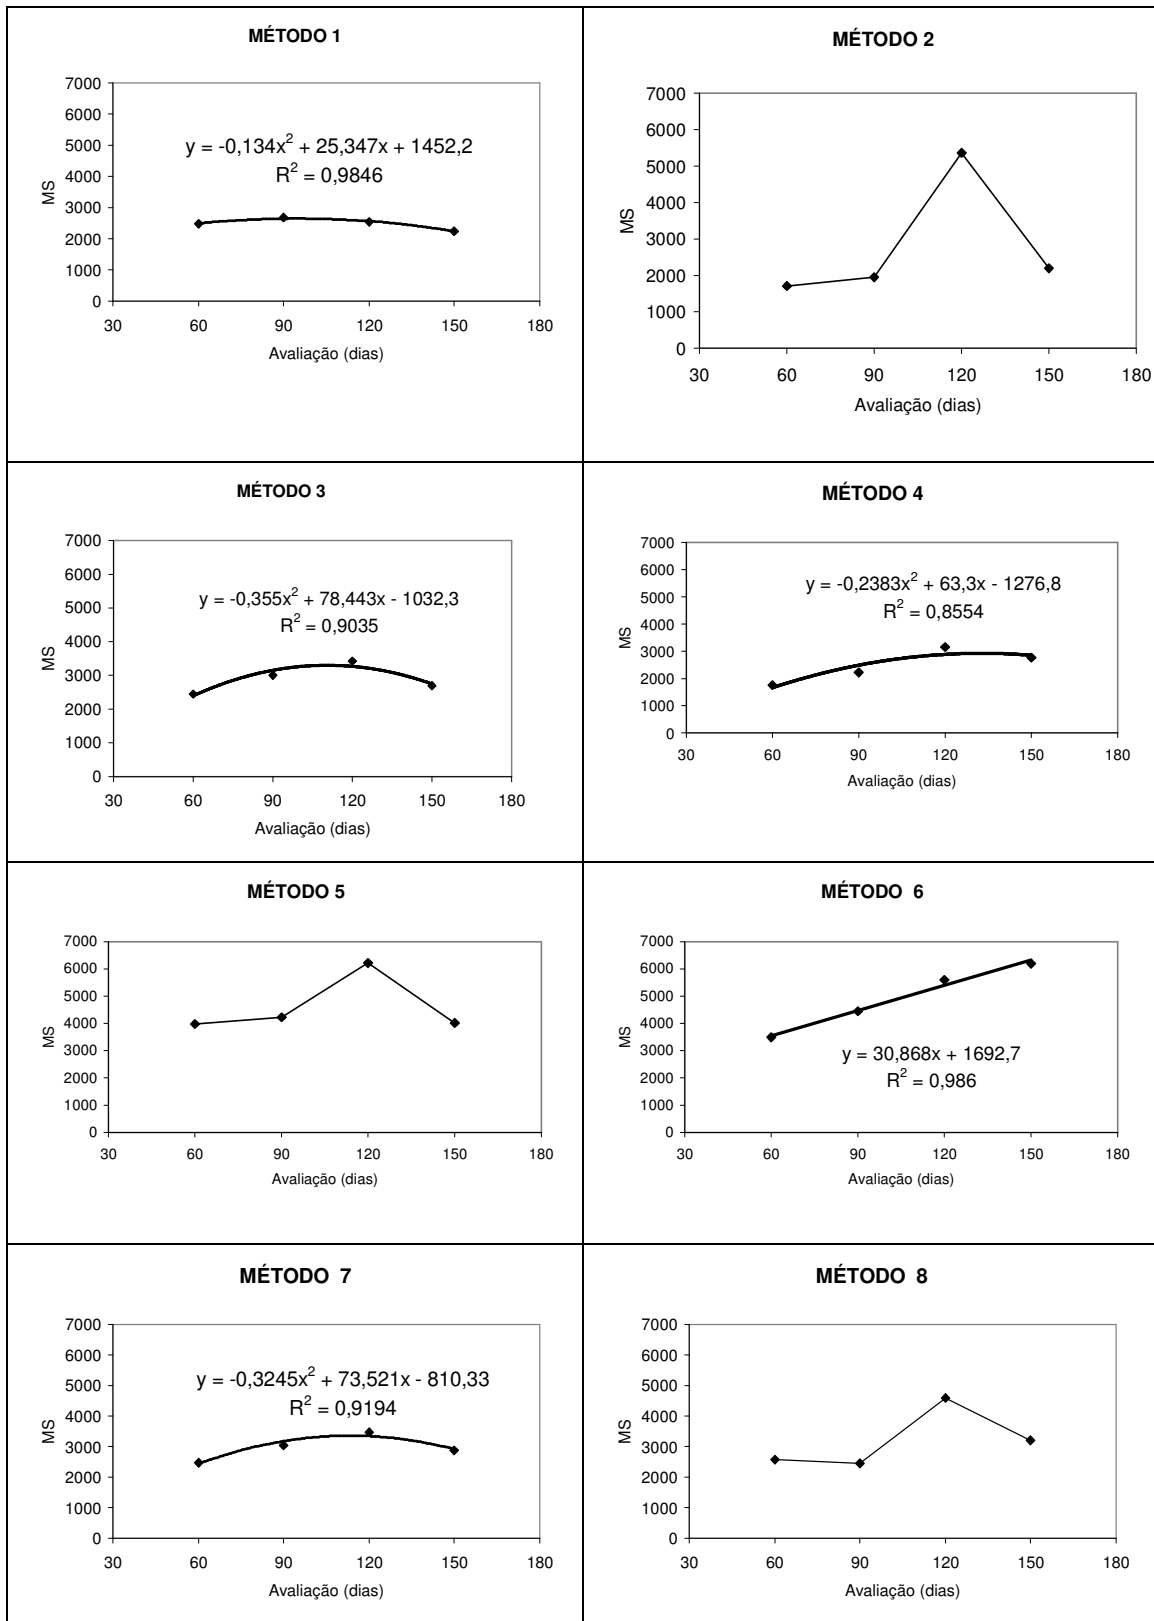 MÉTODO 1
7000
6000
5000
4000
3000
2000
1000
0
y = -0,134x² + 25,347x + 1452,2
R² = 0,9846
MS
30 60 90 120 150 180
Avaliação (dias)
MÉTODO 2
7000
6000
5000
4000
3000
2000
1000
0
MS
30 60 90 120 150 180
Avaliação (dias)
MÉTODO 3
7000
6000
5000
4000
3000
2000
1000
0
y = -0,355x² + 78,443x - 1032,3
R² = 0,9035
MS
30 60 90 120 150 180
Avaliação (dias)
MÉTODO 4
7000
6000
5000
4000
3000
2000
1000
0
y = -0,2383x² + 63,3x - 1276,8
R² = 0,8554
MS
30 60 90 120 150 180
Avaliação (dias)
MÉTODO 5
7000
6000
5000
4000
3000
2000
1000
0
MS
30 60 90 120 150 180
Avaliação (dias)
MÉTODO 6
7000
6000
5000
4000
3000
2000
1000
0
MS
y = 30,868x + 1692,7
R² = 0,986
30 60 90 120 150 180
Avaliação (dias)
MÉTODO 7
7000
6000
5000
4000
3000
2000
1000
0
y = -0,3245x² + 73,521x - 810,33
R² = 0,9194
MS
30 60 90 120 150 180
Avaliação (dias)
MÉTODO 8
7000
6000
5000
4000
3000
2000
1000
0
MS
30 60 90 120 150 180
Avaliação (dias)